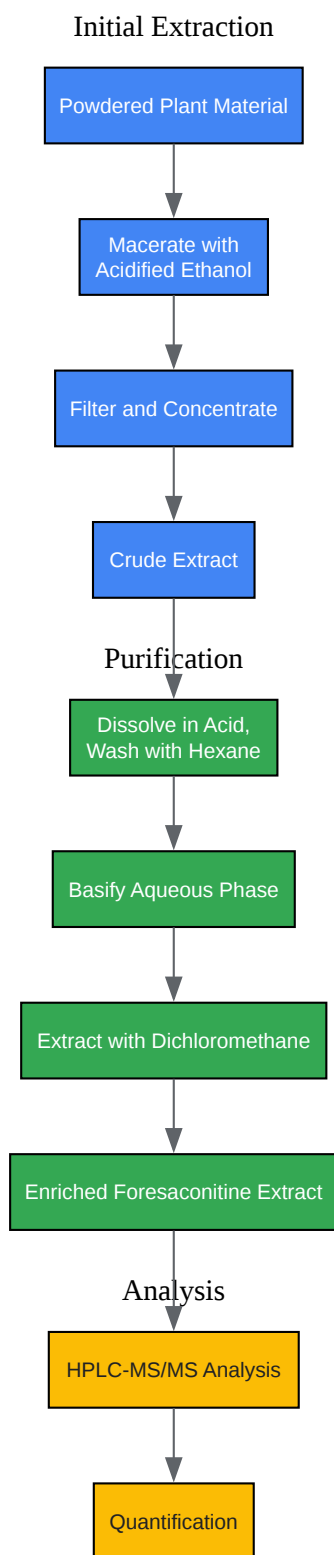 Initial Extraction
Powdered Plant Material
Macerate with
Acidified Ethanol
Filter and Concentrate
Crude Extract
Purification
Dissolve in Acid,
Wash with Hexane
Basify Aqueous Phase
Extract with Dichloromethane
Enriched Foresaconitine Extract
Analysis
HPLC-MS/MS Analysis
Quantification